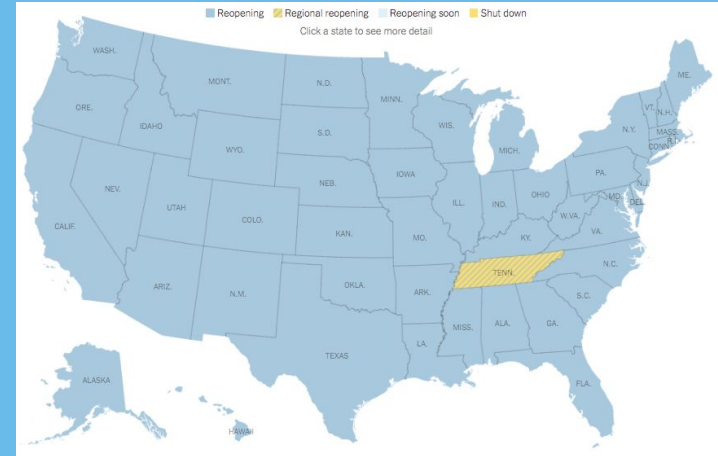 Reopening Regional reopening Reopening soon Shut down
Click a state to see more detail
WASH.
MONT.
N.D.
MINN.
ME.
ORE.
IDAHO
S.D.
WIS.
MICH.
VT.
N.H.
N.Y.
MASS.
R.I.
CONN.
WYO.
IOWA
NEB.
PA.
N.J.
NEV.
UTAH
COLO.
ILL.
IND.
OHIO
MD.
DEL.
CALIF.
KAN.
MO.
KY.
W.VA.
VA.
ARIZ.
N.M.
OKLA.
ARK.
TENN.
N.C.
S.C.
TEXAS
LA.
MISS.
ALA.
GA.
ALASKA
FLA.
HAWAII